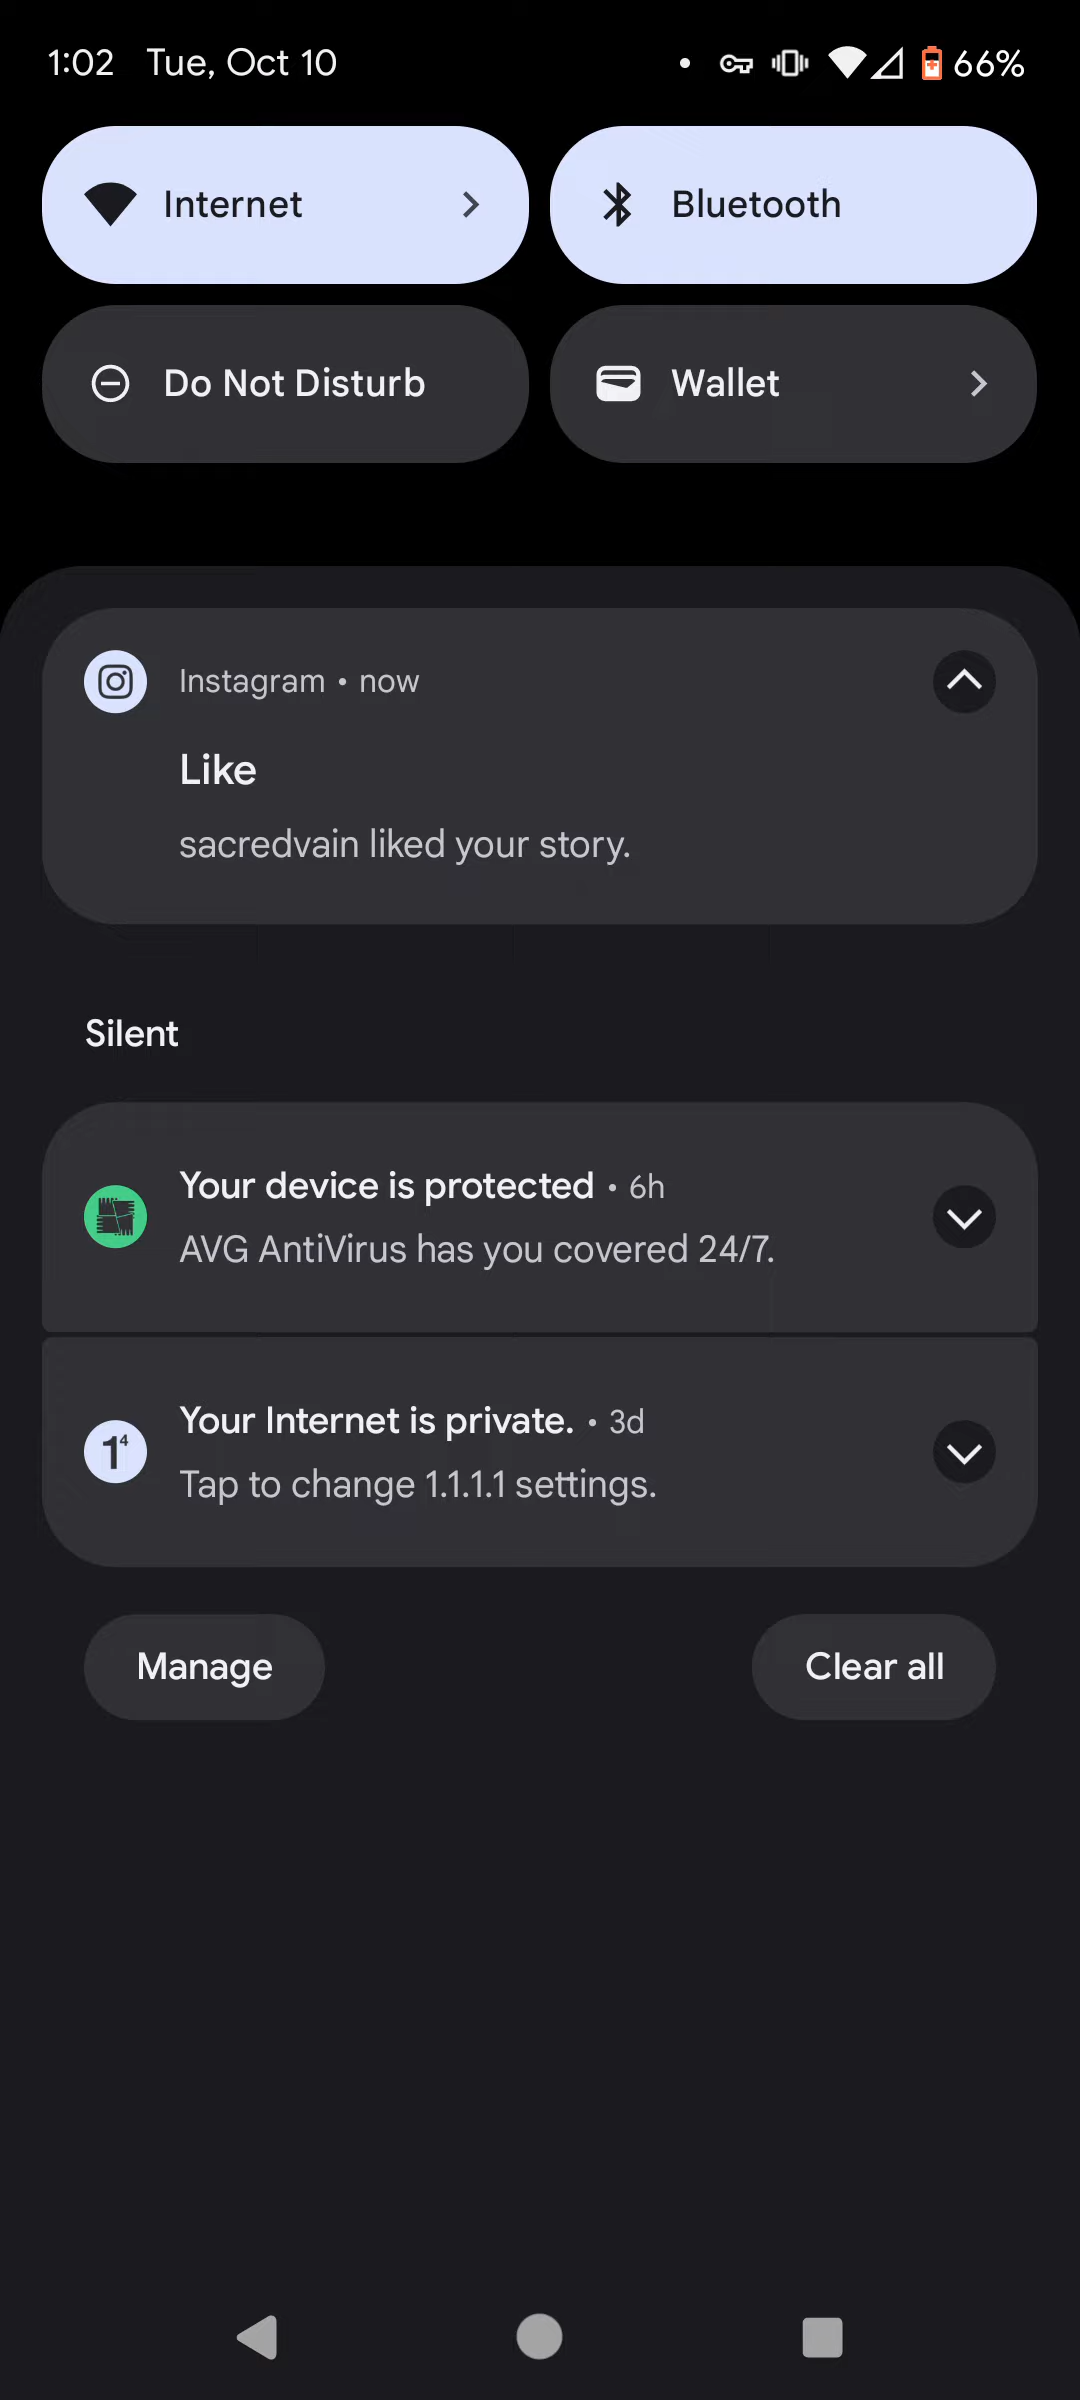 1:02 Tue, Oct 10 66%
Internet Bluetooth
Do Not Disturb Wallet
Instagram • now
Like
sacredvain liked your story.
Silent
Your device is protected • 6h
AVG AntiVirus has you covered 24/7.
1⁴ Your Internet is private. • 3d
Tap to change 1.1.1.1 settings.
Manage Clear all